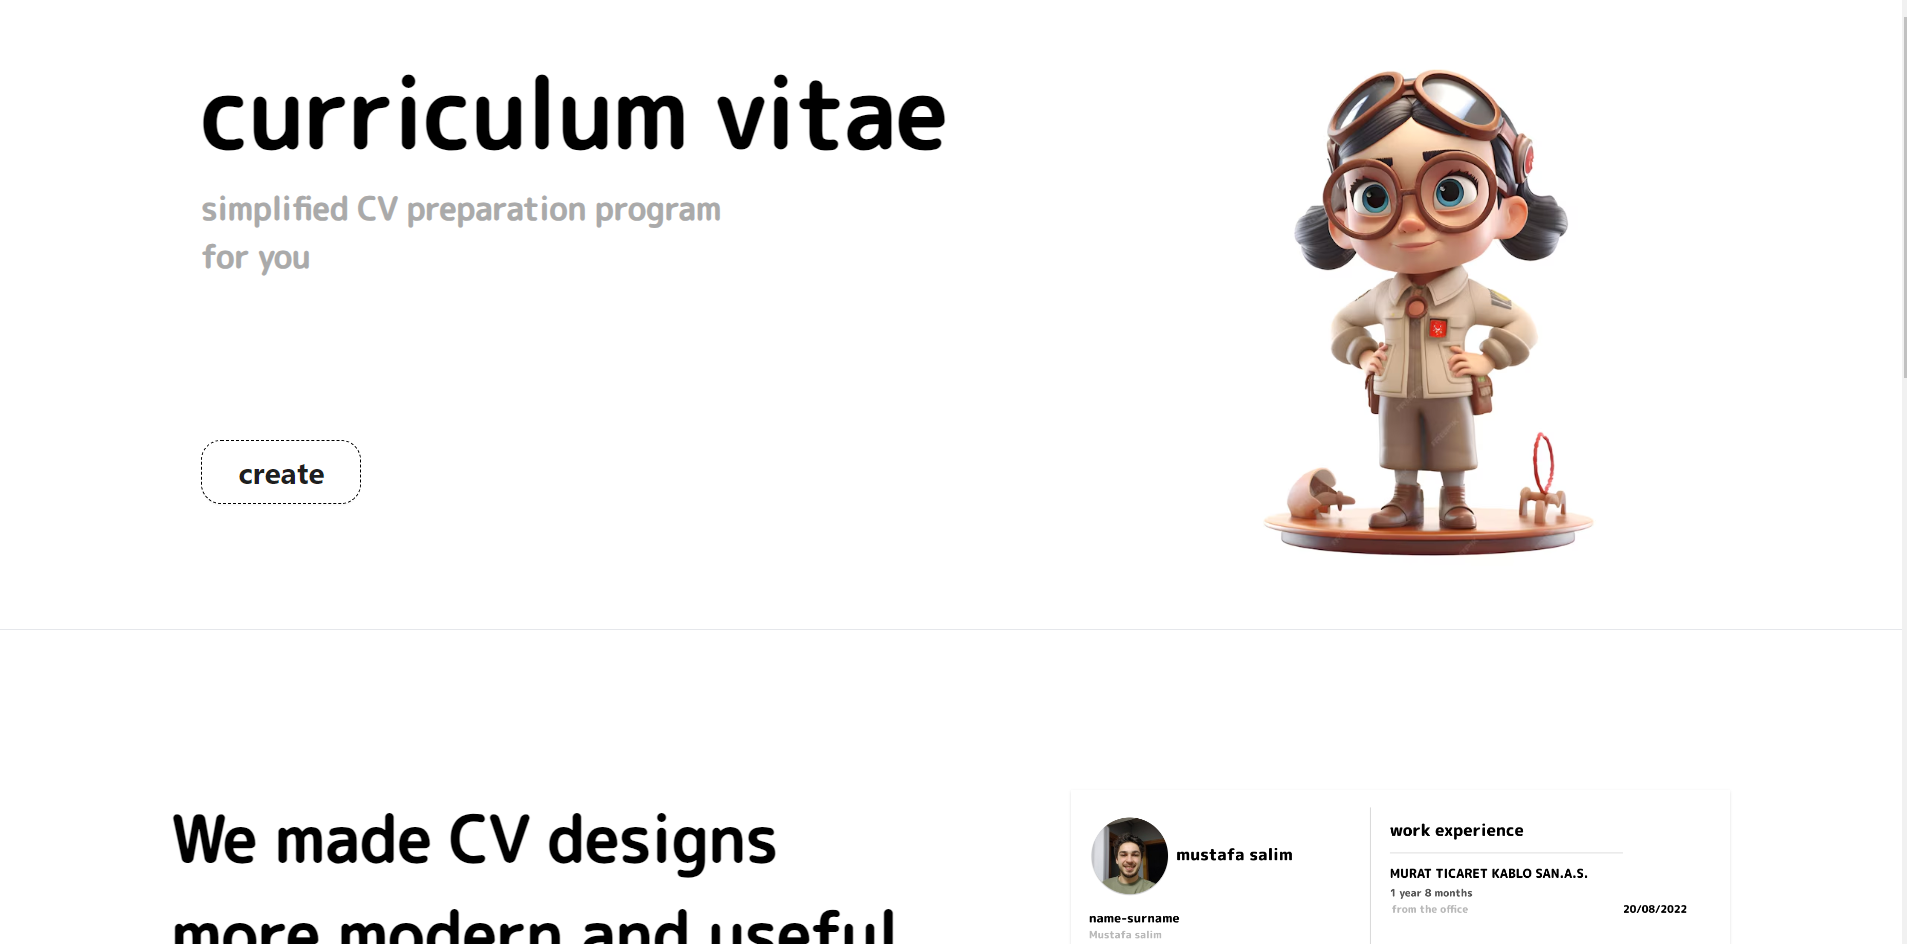 curriculum vitae
simplified CV preparation program
for you
create
We made CV designs
more modern and useful
mustafa salim
name-surname
Mustafa salim
work experience
MURAT TICARET KABLO SAN.A.S.
1 year 8 months
from the office
20/08/2022